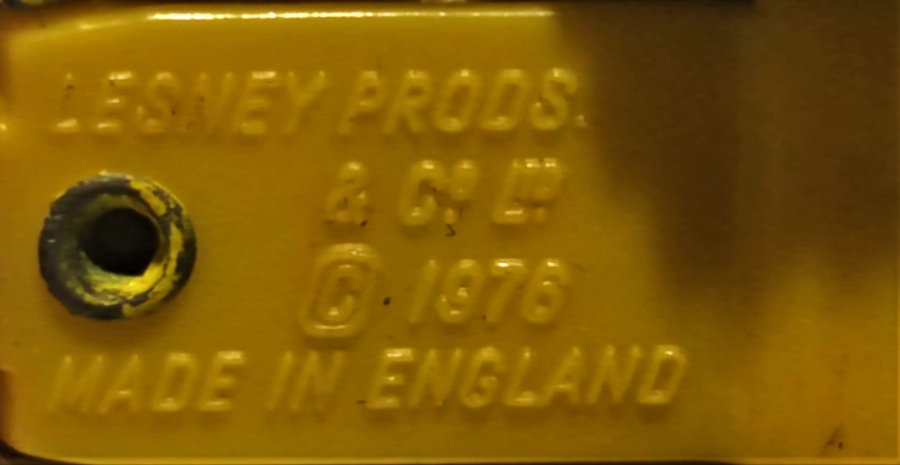 LESNEY PRODS.
& Cº Lᵀᴰ
© 1976
MADE IN ENGLAND